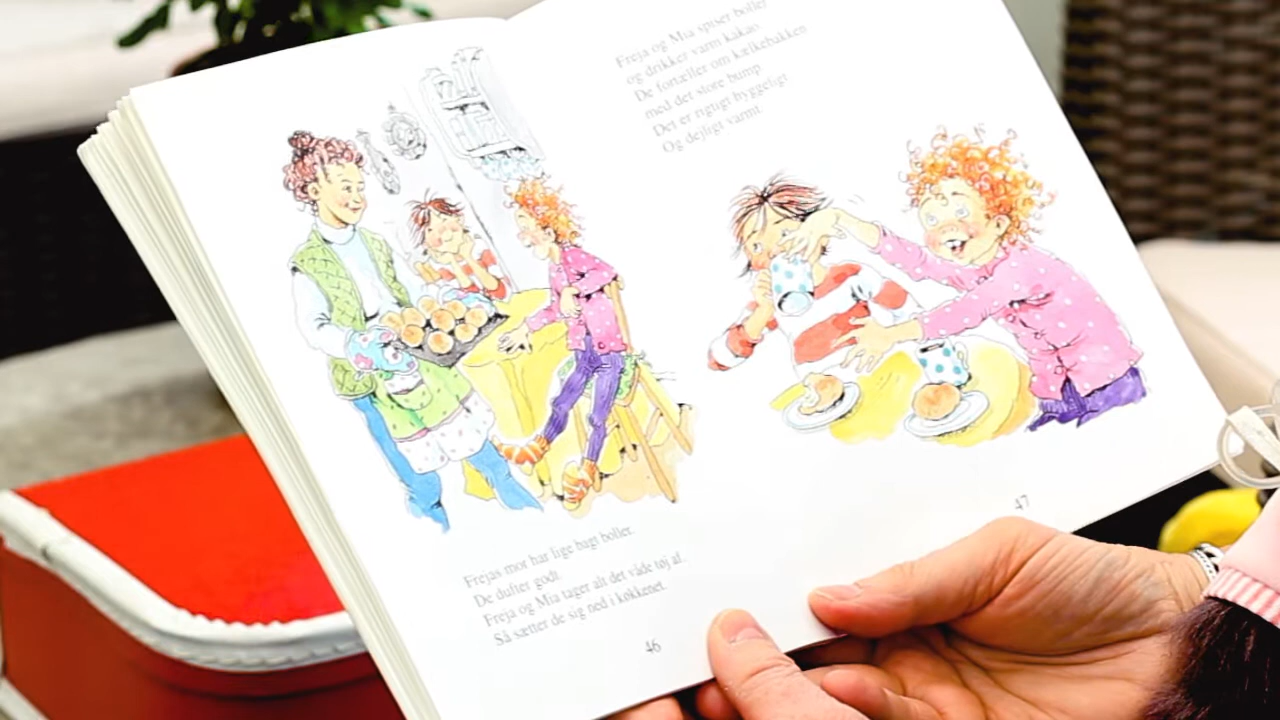 Frejas mor har lige bagt boller.
De dufter godt.
Freja og Mia tager alt det våde tøj af.
Så sætter de sig ned i køkkenet.
46
Freja og Mia spiser boller
og drikker varm kakao.
De fortæller om kælkebakken
med det store bump.
Det er rigtigt hyggeligt.
Og dejligt varmt.
47